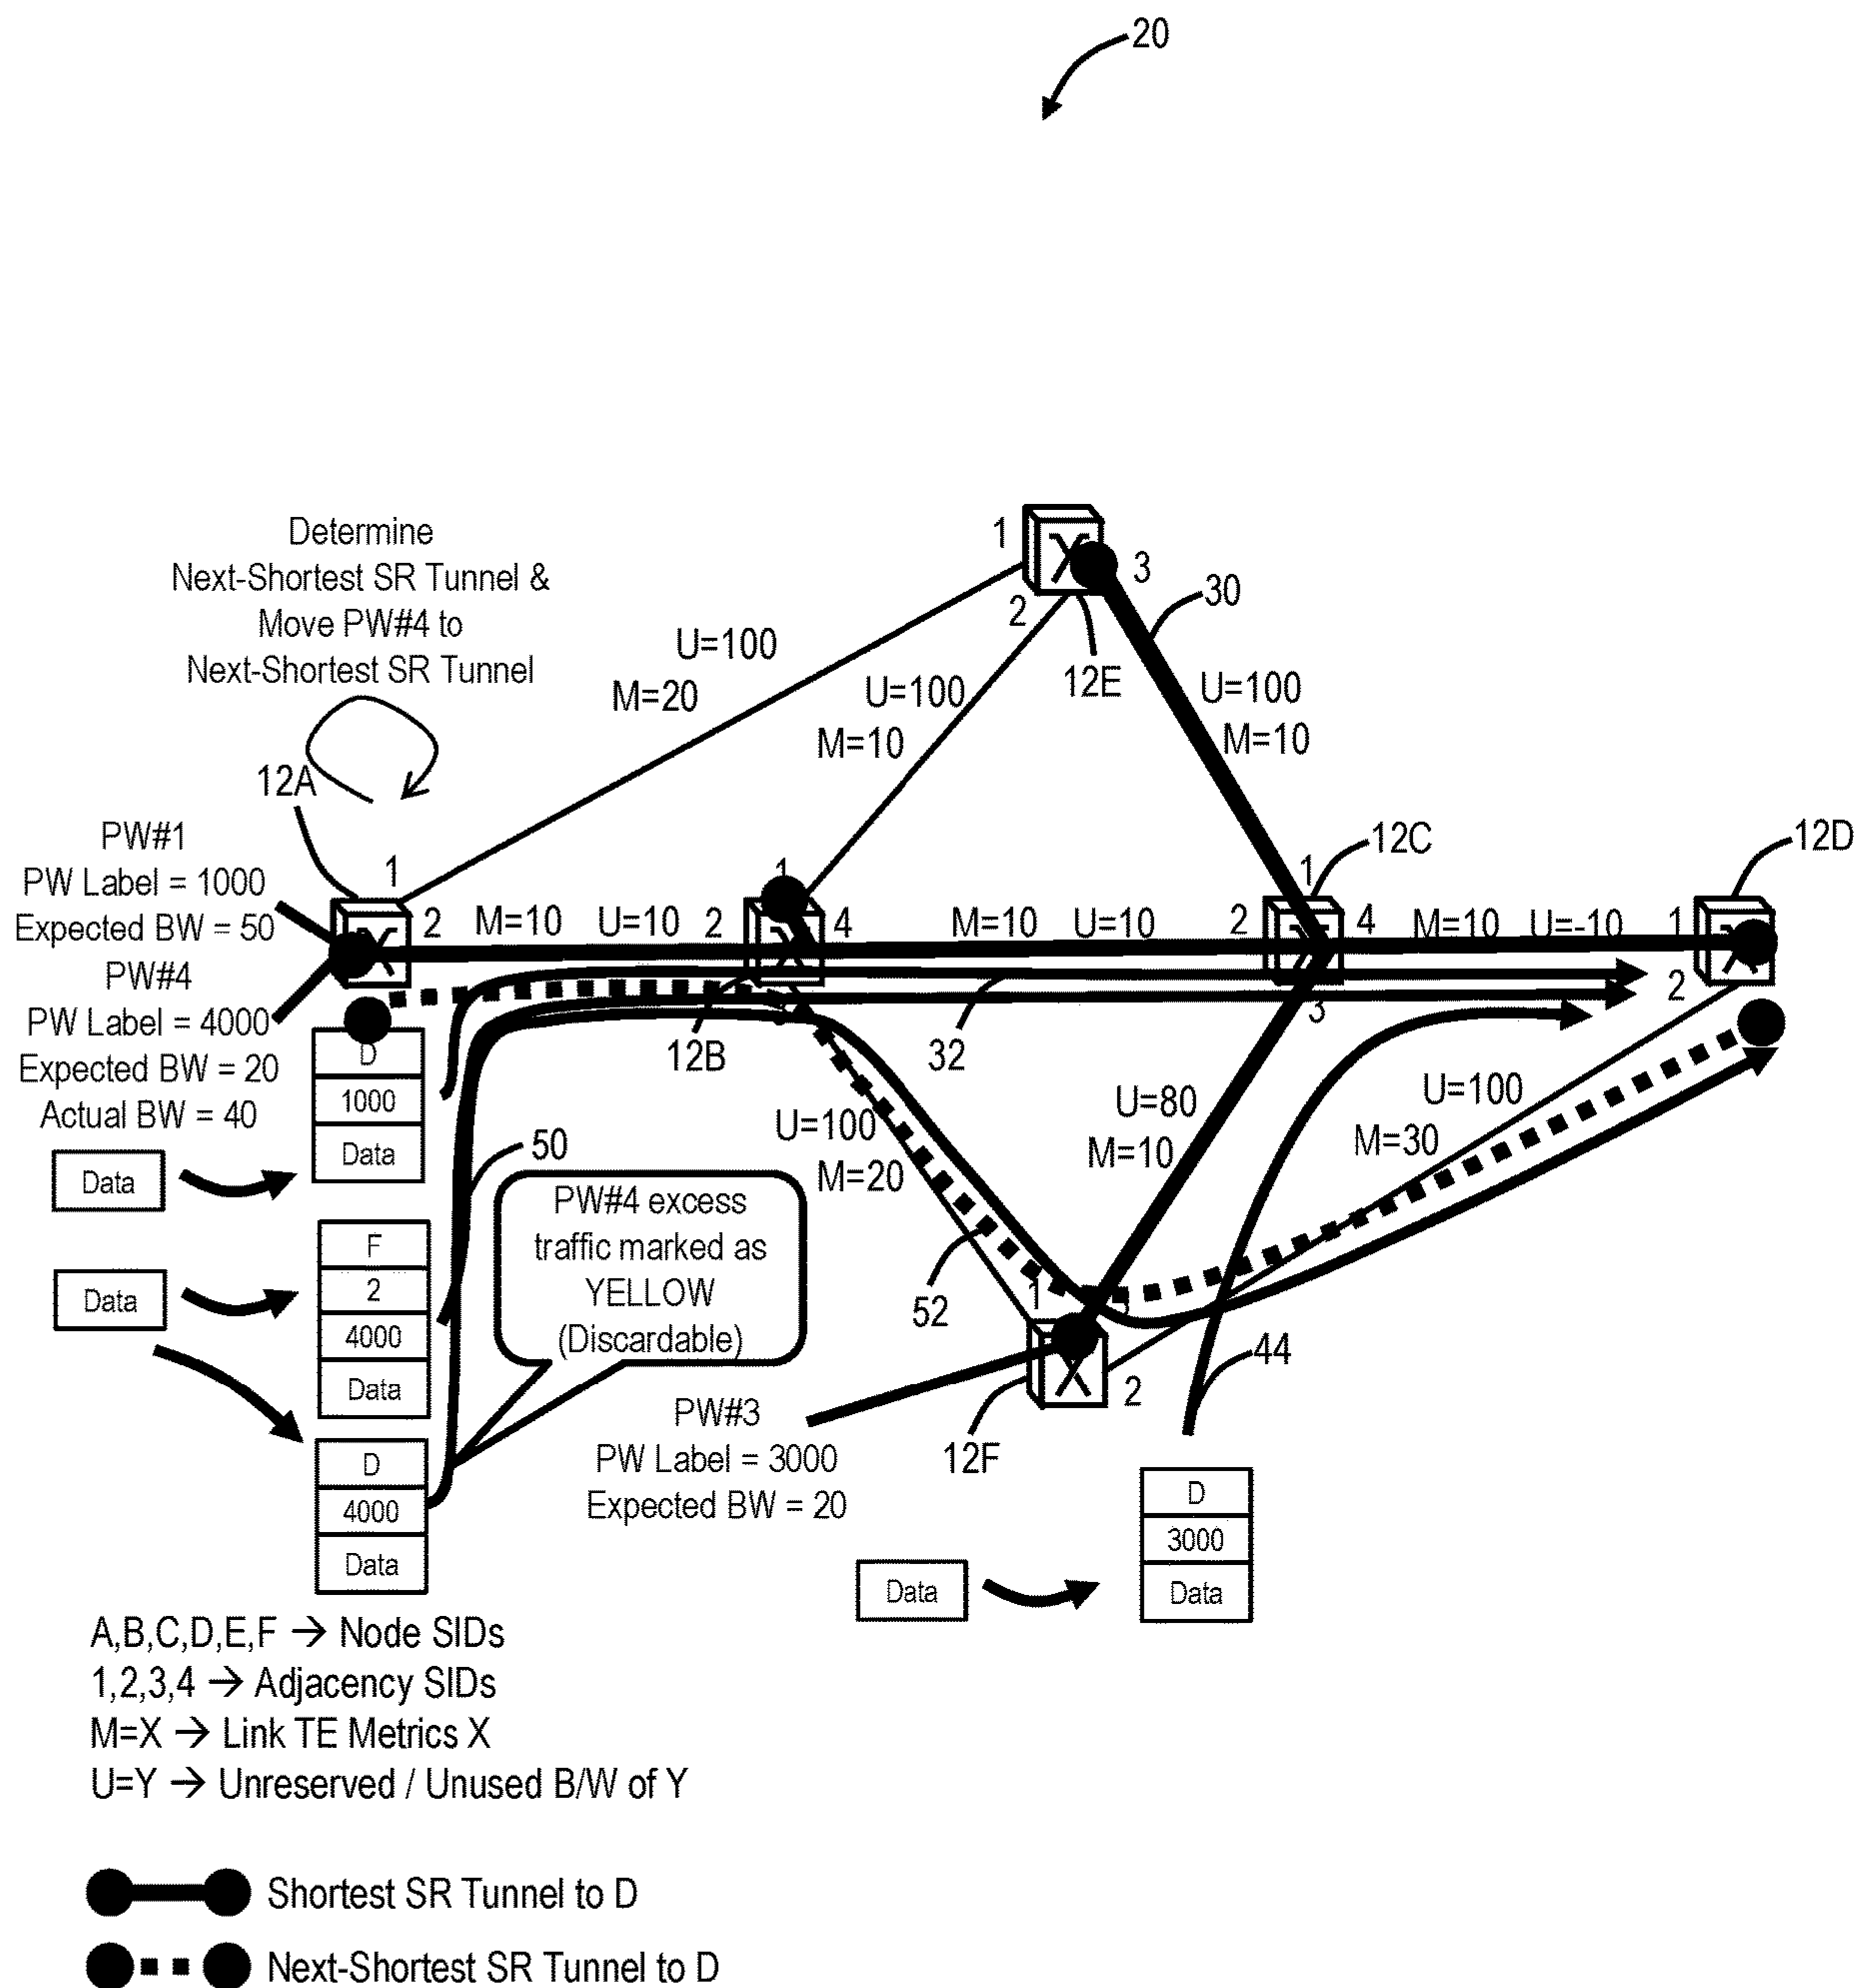 20
Determine
Next-Shortest SR Tunnel &
Move PW#4 to
Next-Shortest SR Tunnel
12A
1
2
3
30
12E
U=100
M=20
U=100
M=10
U=100
M=10
PW#1
PW Label = 1000
Expected BW = 50
PW#4
PW Label = 4000
Expected BW = 20
Actual BW = 40
1
2
M=10 U=10
2
1
4
M=10 U=10
2
1
4
3
12C
M=10 U=-10
1
2
12D
12B
32
U=100
M=20
U=80
M=10
U=100
M=30
D
1000
Data
Data
50
F
2
4000
Data
Data
PW#4 excess
traffic marked as
YELLOW
(Discardable)
D
4000
Data
52
1
3
2
12F
44
PW#3
PW Label = 3000
Expected BW = 20
D
3000
Data
Data
A,B,C,D,E,F → Node SIDs
1,2,3,4 → Adjacency SIDs
M=X → Link TE Metrics X
U=Y → Unreserved / Unused B/W of Y
Shortest SR Tunnel to D
Next-Shortest SR Tunnel to D